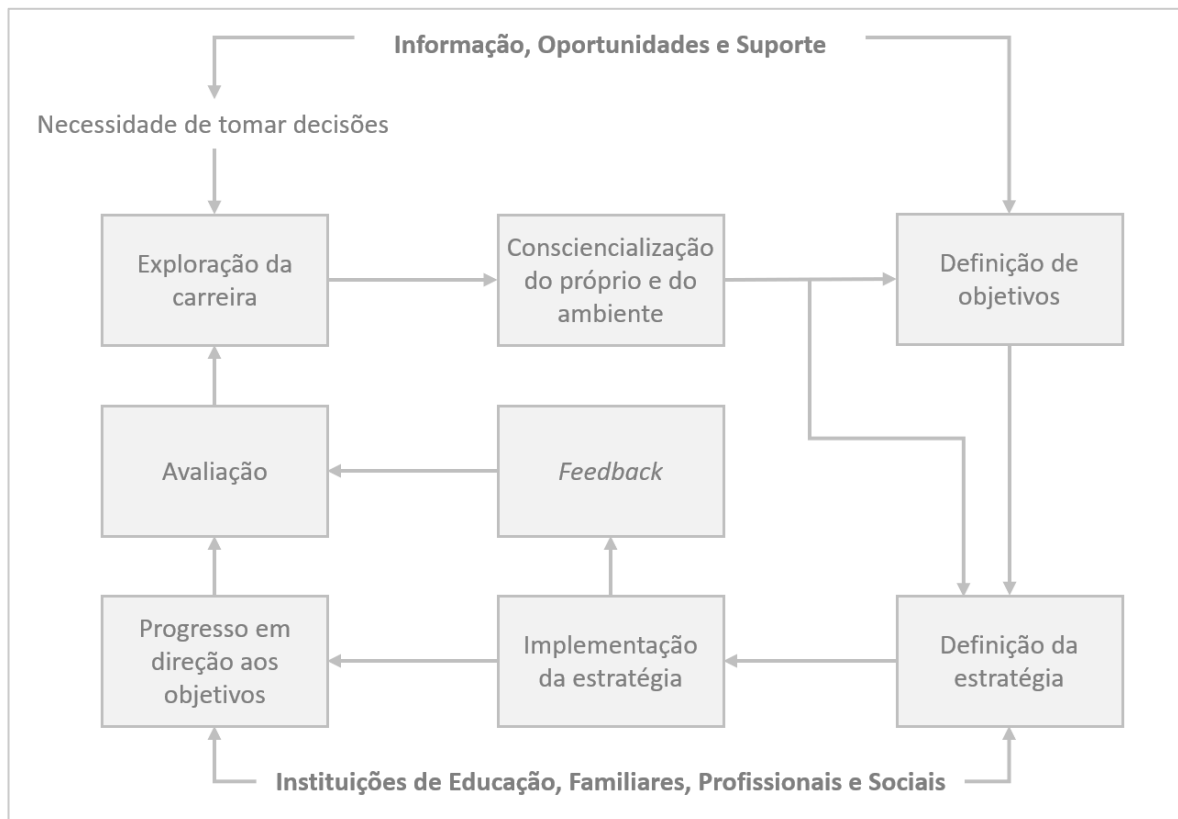 Informação, Oportunidades e Suporte
Necessidade de tomar decisões
Exploração da
carreira
Consciencialização
do próprio e do
ambiente
Definição de
objetivos
Avaliação
Feedback
Progresso em
direção aos
objetivos
Implementação
da estratégia
Definição da
estratégia
Instituições de Educação, Familiares, Profissionais e Sociais